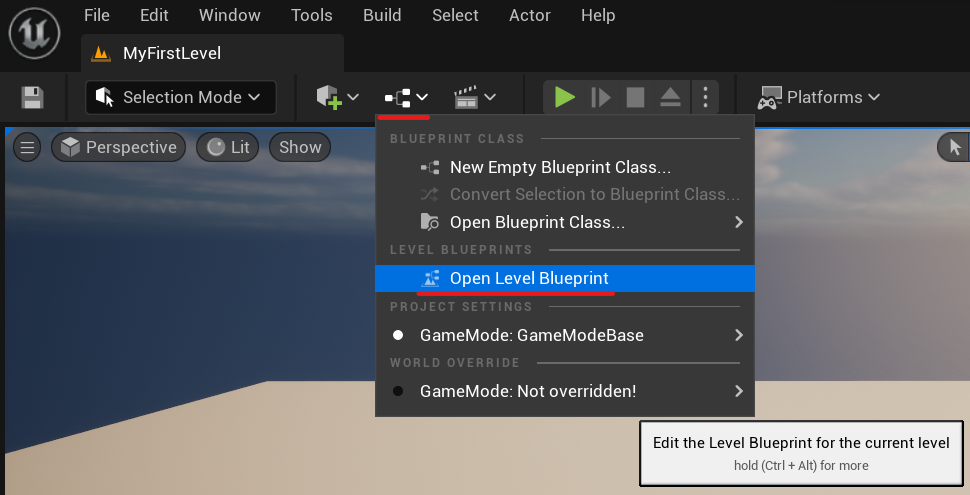 File Edit Window Tools Build Select Actor Help
MyFirstLevel
Selection Mode Platforms
Perspective Lit Show
BLUEPRINT CLASS
New Empty Blueprint Class...
Convert Selection to Blueprint Class...
Open Blueprint Class...
LEVEL BLUEPRINTS
Open Level Blueprint
PROJECT SETTINGS
GameMode: GameModeBase
WORLD OVERRIDE
GameMode: Not overridden!
Edit the Level Blueprint for the current level
hold (Ctrl + Alt) for more